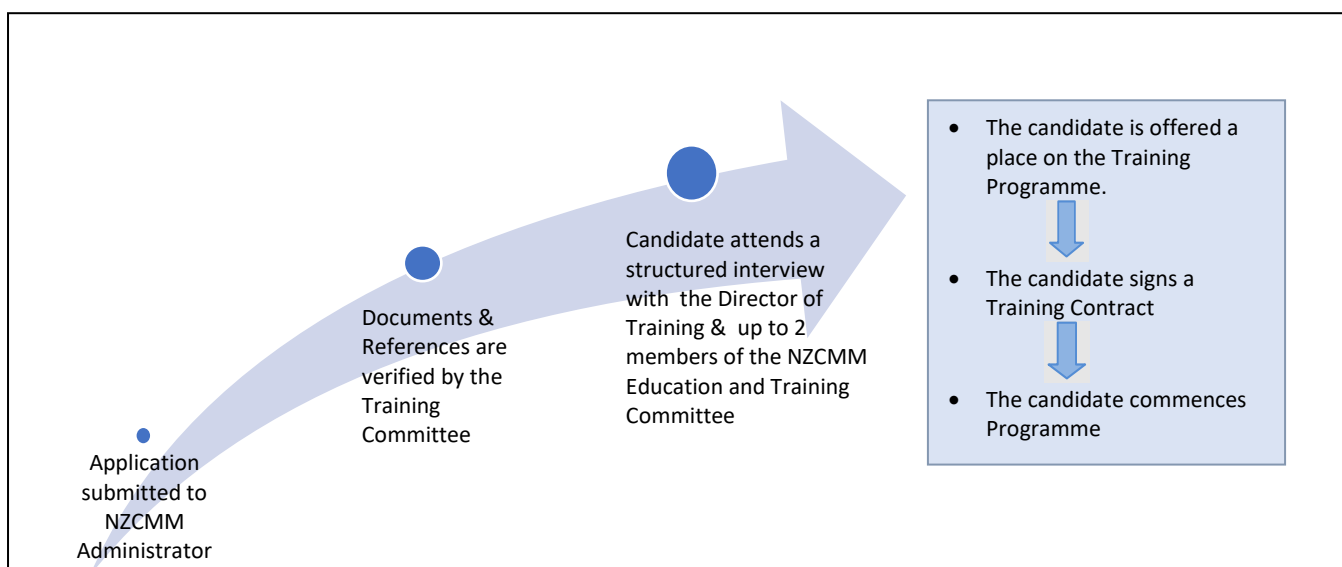 Application
submitted to
NZCMM
Administrator
Documents &
References are
verified by the
Training
Committee
Candidate attends a
structured interview
with the Director of
Training & up to 2
members of the NZCMM
Education and Training
Committee
• The candidate is offered a
place on the Training
Programme.
• The candidate signs a
Training Contract
• The candidate commences
Programme